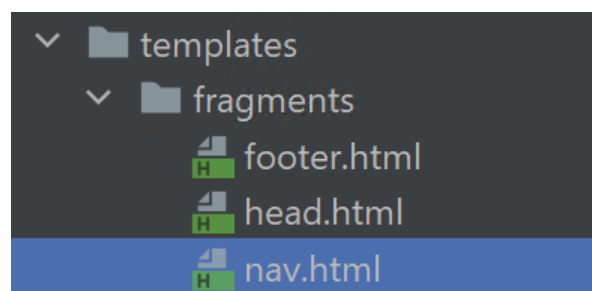 templates
fragments
H footer.html
H head.html
H nav.html